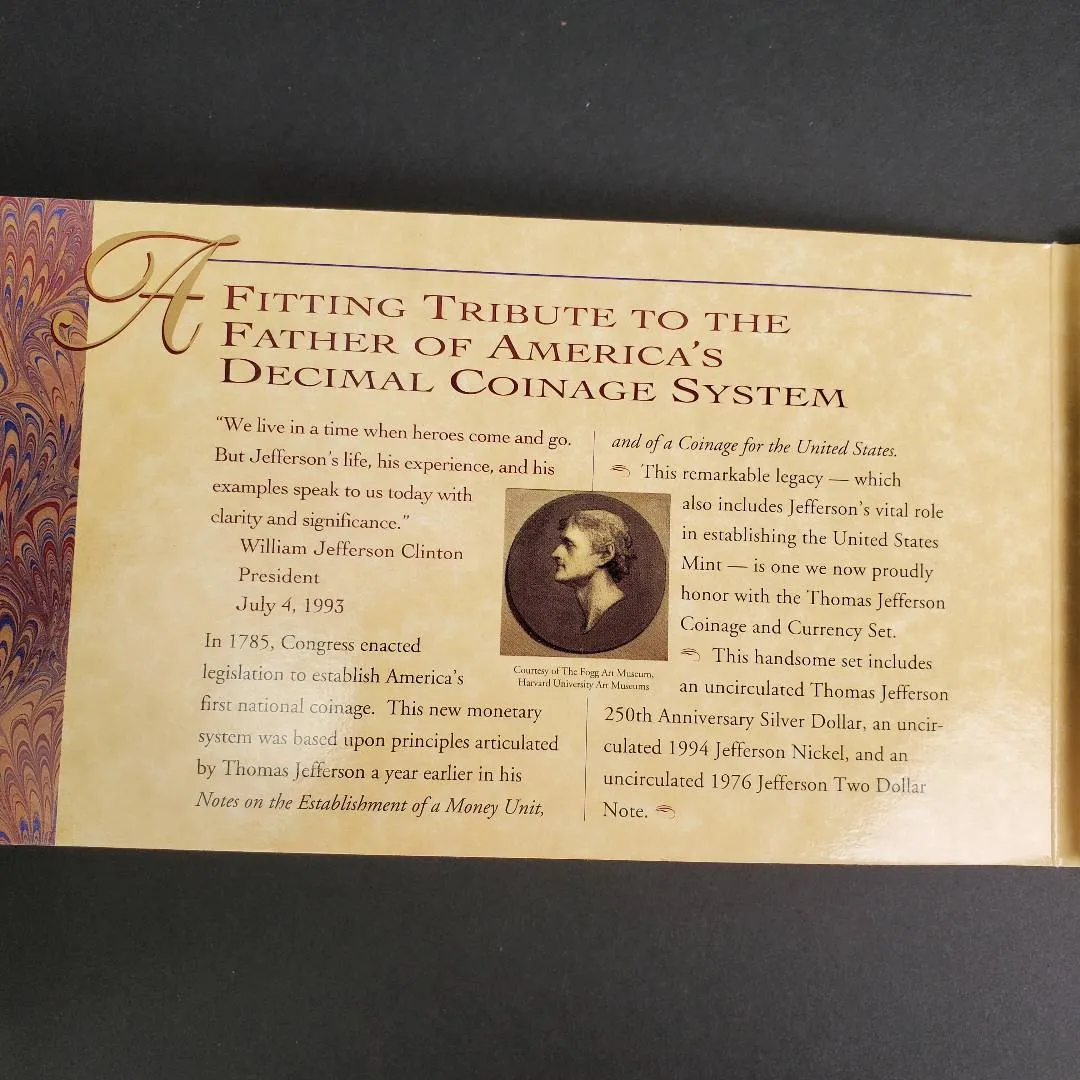 A FITTING TRIBUTE TO THE
FATHER OF AMERICA'S
DECIMAL COINAGE SYSTEM
"We live in a time when heroes come and go.
But Jefferson's life, his experience, and his
examples speak to us today with
clarity and significance."
William Jefferson Clinton
President
July 4, 1993
In 1785, Congress enacted
legislation to establish America's
first national coinage. This new monetary
system was based upon principles articulated
by Thomas Jefferson a year earlier in his
Notes on the Establishment of a Money Unit,
Courtesy of The Fogg Art Museum,
Harvard University Art Museums
and of a Coinage for the United States.
This remarkable legacy — which
also includes Jefferson's vital role
in establishing the United States
Mint — is one we now proudly
honor with the Thomas Jefferson
Coinage and Currency Set.
This handsome set includes
an uncirculated Thomas Jefferson
250th Anniversary Silver Dollar, an uncir-
culated 1994 Jefferson Nickel, and an
uncirculated 1976 Jefferson Two Dollar
Note.